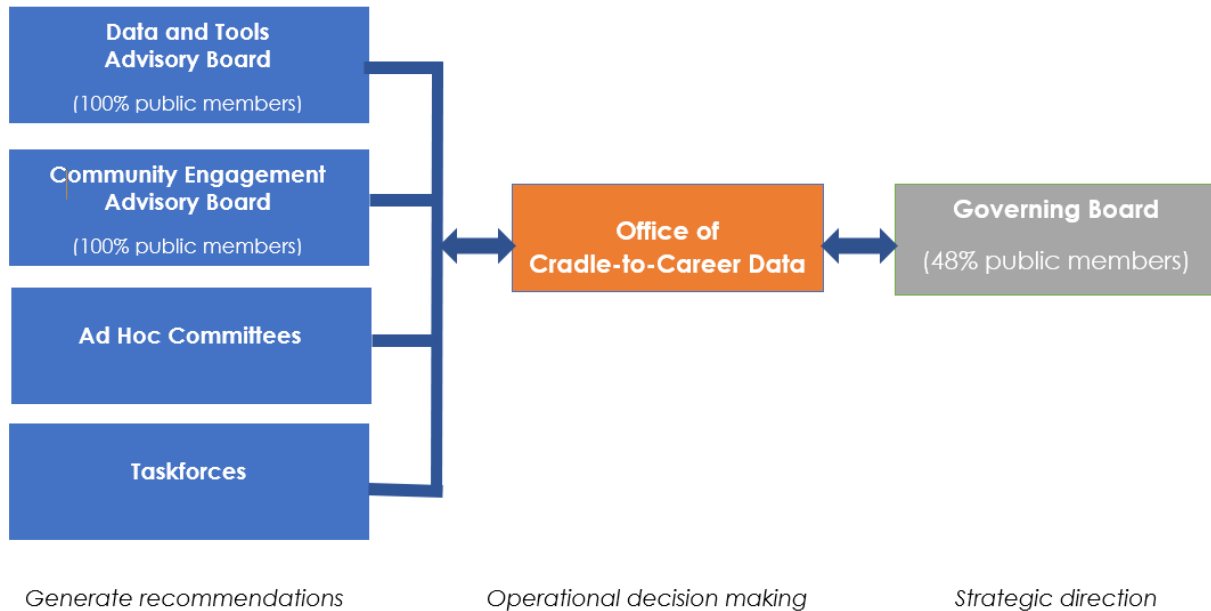 Data and Tools
Advisory Board
(100% public members)
Community Engagement
Advisory Board
(100% public members)
Ad Hoc Committees
Taskforces
Office of
Cradle-to-Career Data
Governing Board
(48% public members)
Generate recommendations
Operational decision making
Strategic direction